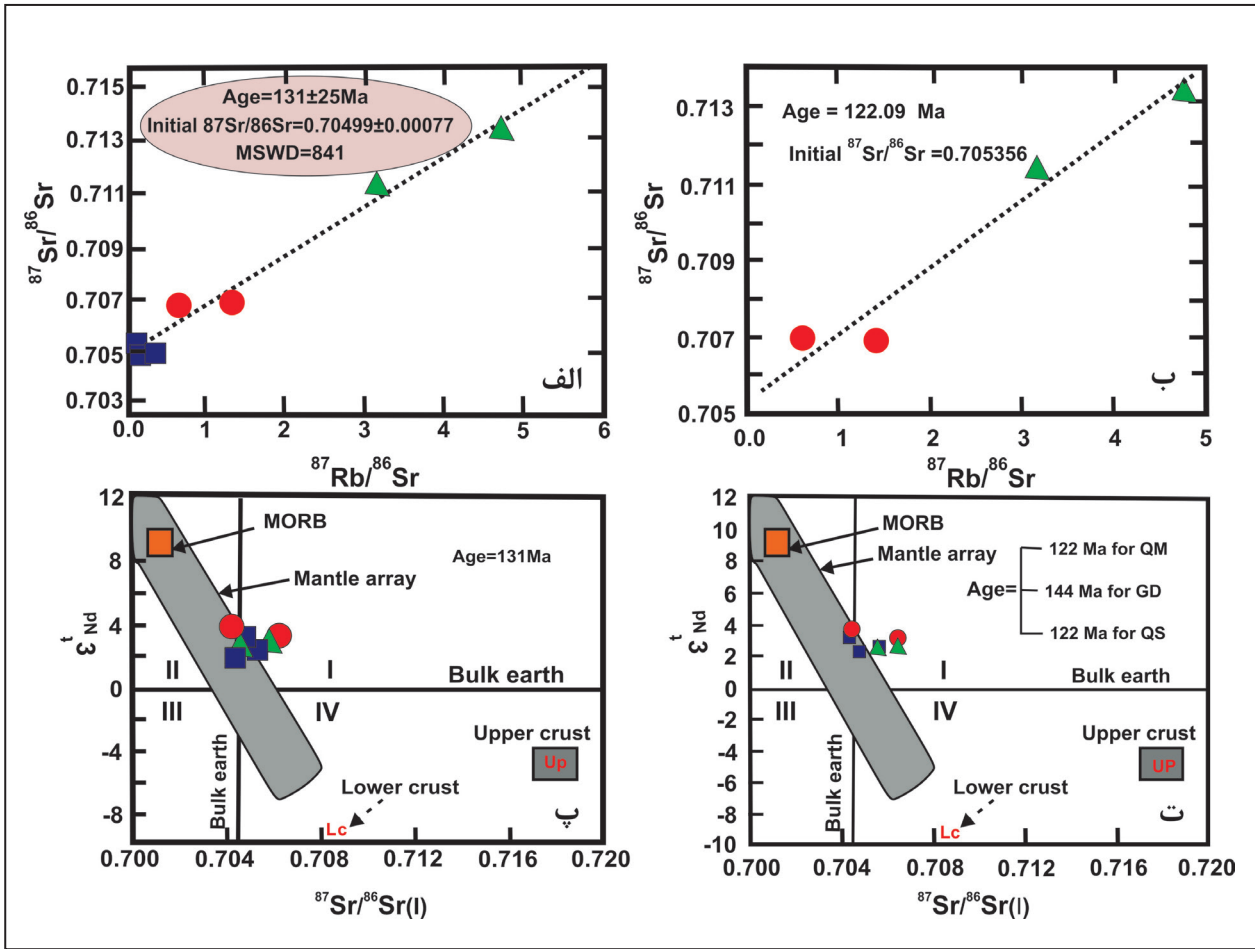 0.715
0.713
0.711
0.709
0.707
0.705
0.703
⁸⁷Sr/⁸⁶Sr
Age=131±25Ma
Initial 87Sr/86Sr=0.70499±0.00077
MSWD=841
الف
0.0 1 2 3 4 5 6
⁸⁷Rb/⁸⁶Sr
0.713
0.711
0.709
0.707
0.705
⁸⁷Sr/⁸⁶Sr
Age = 122.09 Ma
Initial ⁸⁷Sr/⁸⁶Sr =0.705356
ب
0.0 1 2 3 4 5
⁸⁷Rb/⁸⁶Sr
12
8
4
0
-4
-8
εᵗNd
MORB
Mantle array
Age=131Ma
II I
Bulk earth
III IV
Bulk earth
Upper crust
Up
Lower crust
Lc
پ
0.700 0.704 0.708 0.712 0.716 0.720
⁸⁷Sr/⁸⁶Sr(I)
12
10
8
6
4
2
0
-2
-4
-6
-8
-10
εᵗNd
MORB
Mantle array
Age=
122 Ma for QM
144 Ma for GD
122 Ma for QS
II I
Bulk earth
III IV
Bulk earth
Upper crust
UP
Lower crust
Lc
ت
0.700 0.704 0.708 0.712 0.716 0.720
⁸⁷Sr/⁸⁶Sr(I)